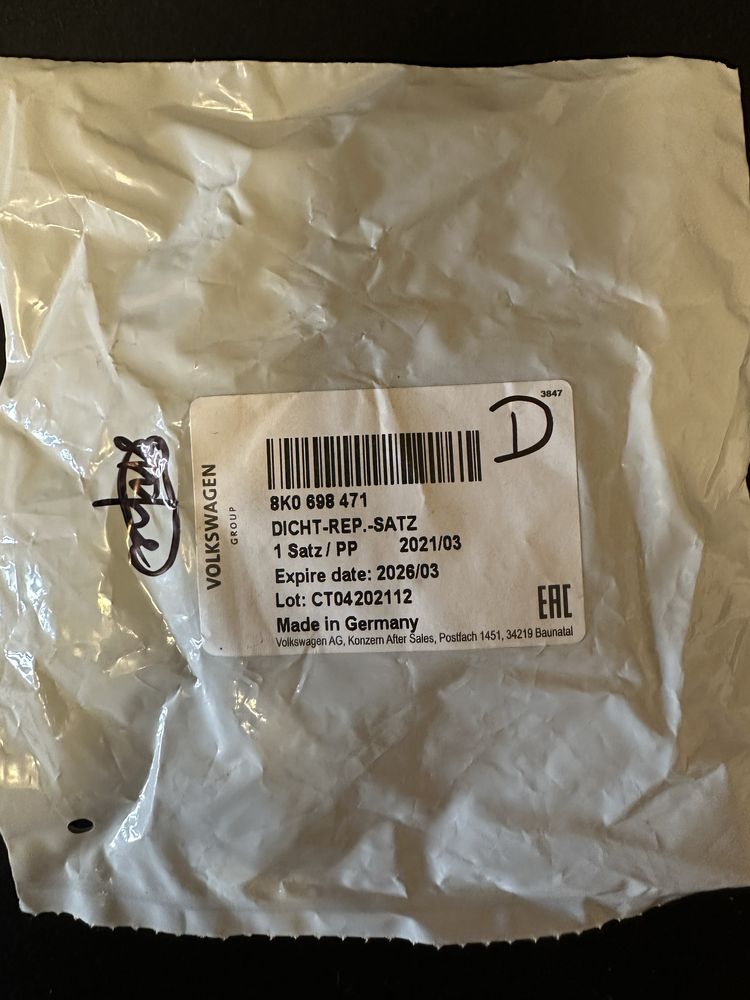 3847
D
VOLKSWAGEN
GROUP
8K0 698 471
DICHT-REP.-SATZ
1 Satz / PP 2021/03
Expire date: 2026/03
Lot: CT04202112
Made in Germany
EAC
Volkswagen AG, Konzern After Sales, Postfach 1451, 34219 Baunatal